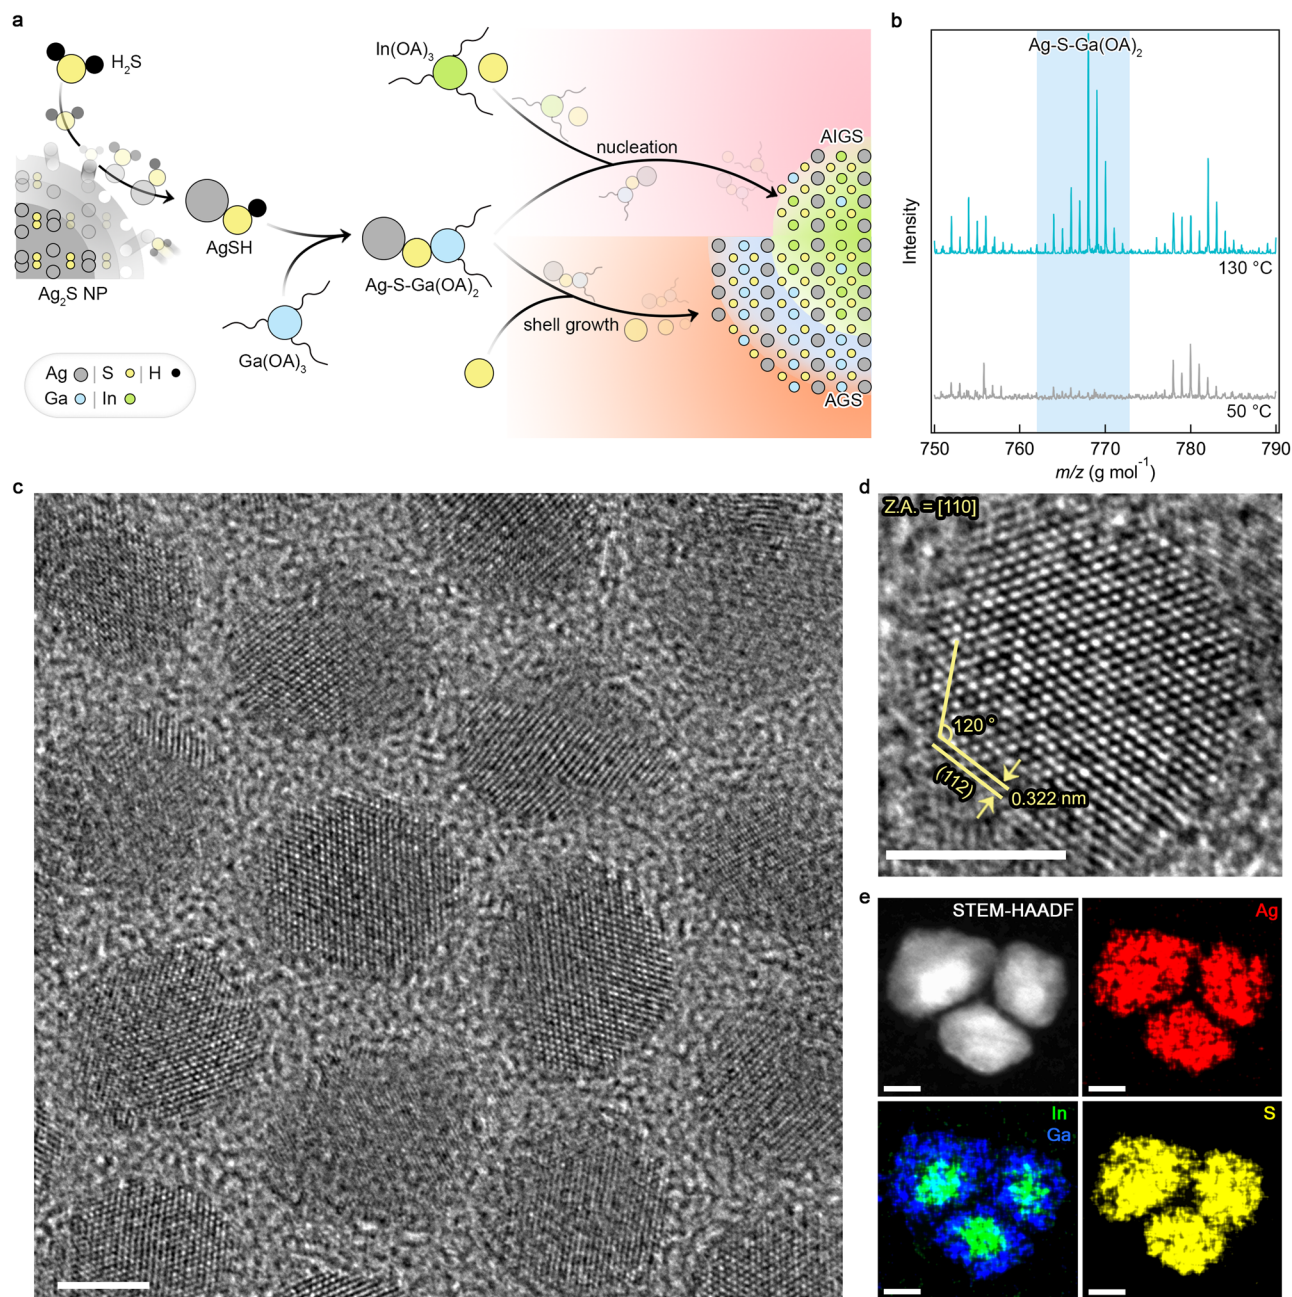 a
H2S
In(OA)3
nucleation
AIGS
AgSH
Ag2S NP
Ag-S-Ga(OA)2
Ga(OA)3
shell growth
AGS
Ag | S | H
Ga | In
b
Ag-S-Ga(OA)2
Intensity
130 °C
50 °C
750 760 770 780 790
m/z (g mol-1)
c
d
Z.A. = [110]
120 °
(112)
0.322 nm
e
STEM-HAADF
Ag
In
Ga
S